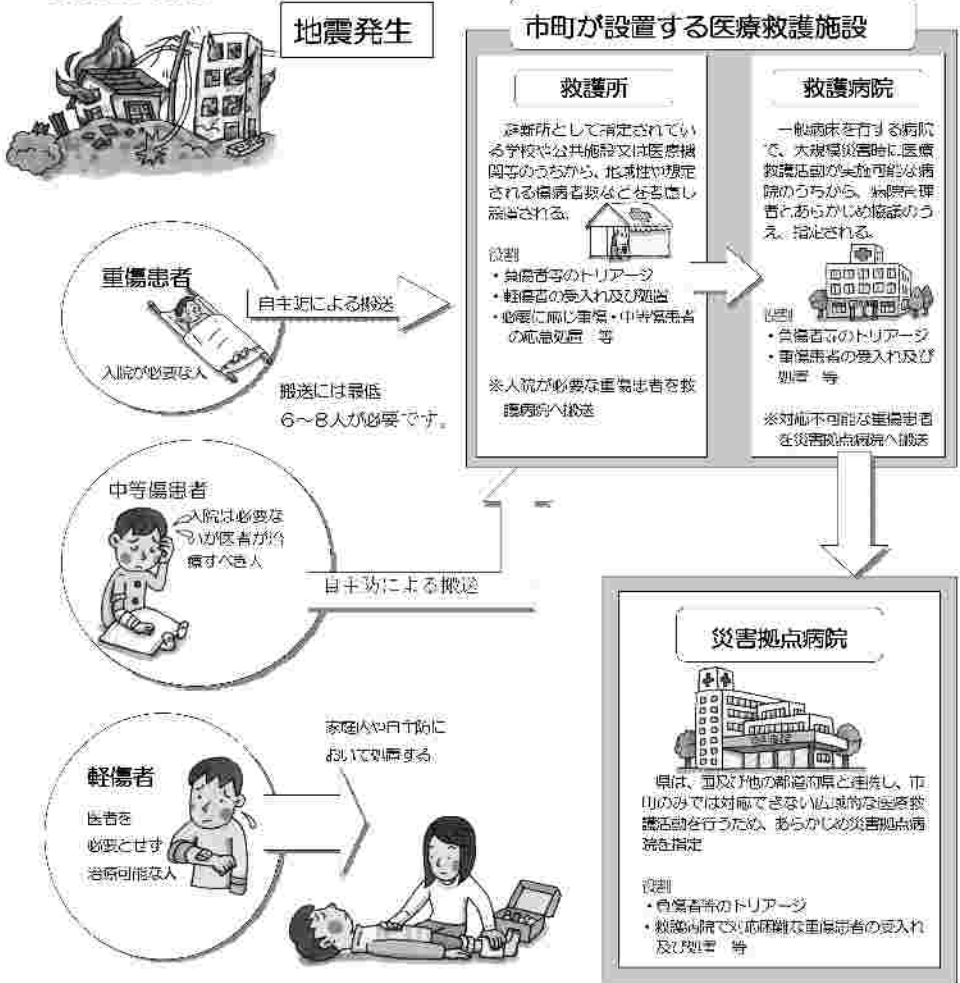 地震発生
市町が設置する医療救護施設
救護所
避難所として指定されてい
る学校や公共施設又は医療機
関等のうちから、地域性や想定
される傷病者数などを考慮し
設置される。
役割
・負傷者等のトリアージ
・軽傷者の受入れ及び処置
・必要に応じ重傷・中等傷患者
の応急処置　等
※入院が必要な重傷患者を救
護病院へ搬送
救護病院
一般病床を有する病院
で、大規模災害時に医療
救護活動が実施可能な病
院のうちから、病院管理
者とあらかじめ協議のう
え、指定される。
役割
・負傷者等のトリアージ
・重傷患者の受入れ及び
処置　等
※対応不可能な重傷患者
を災害拠点病院へ搬送
重傷患者
入院が必要な人
自主防による搬送
搬送には最低
6～8人が必要です。
中等傷患者
入院は必要な
いが医者が治
療すべき人
自主防による搬送
軽傷者
医者を
必要とせず
治療可能な人
家庭内や自主防に
おいて処置する
災害拠点病院
県は、国及び他の都道府県と連携し、市
町のみでは対応できない広域的な医療救
護活動を行うため、あらかじめ災害拠点病
院を指定
役割
・負傷者等のトリアージ
・救護病院で対応困難な重傷患者の受入れ
及び処置　等